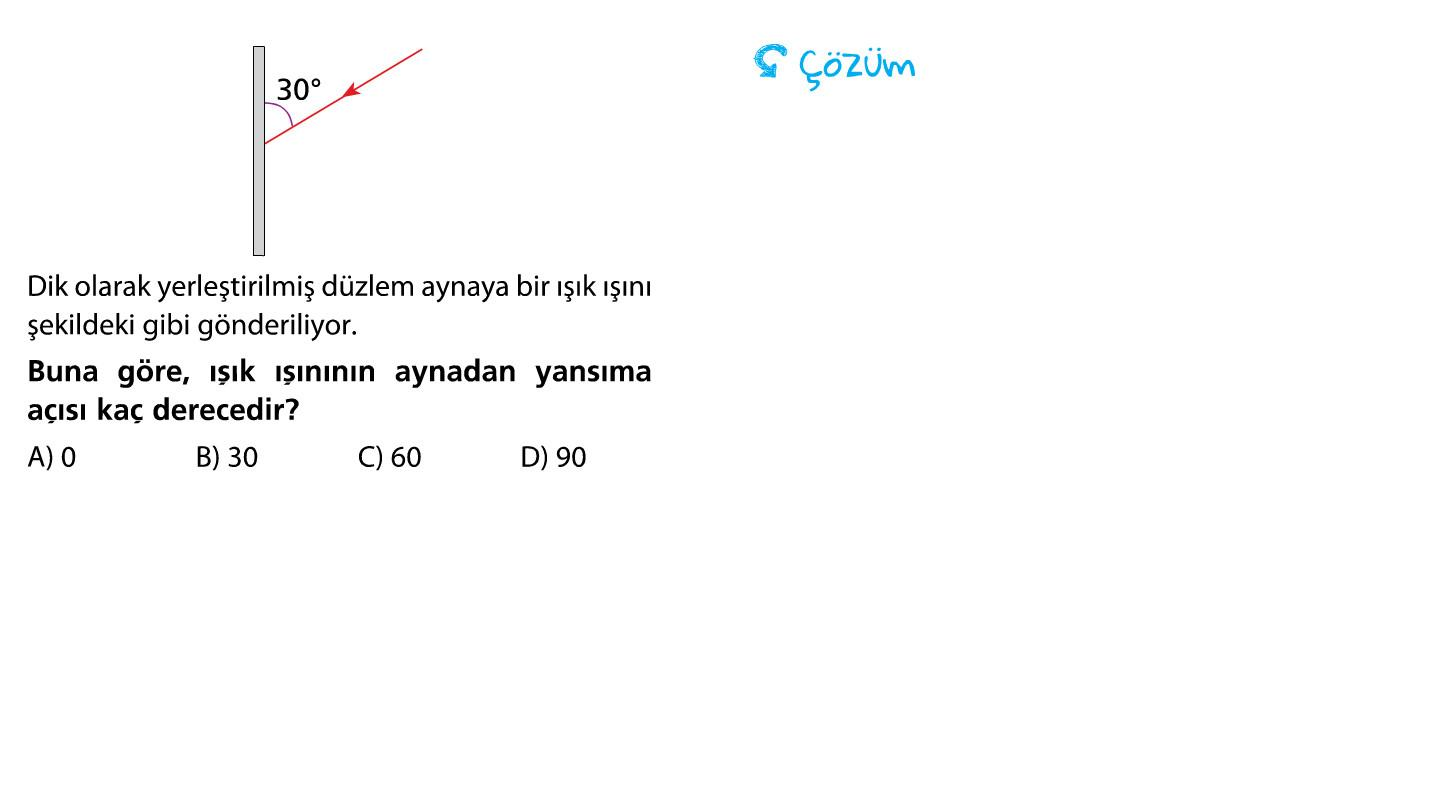 30°
Dik olarak yerleştirilmiş düzlem aynaya bir ışık ışını
şekildeki gibi gönderiliyor.
Buna göre, ışık ışınının aynadan yansıma
açısı kaç derecedir?
A) 0 B) 30 C) 60 D) 90
Çözüm